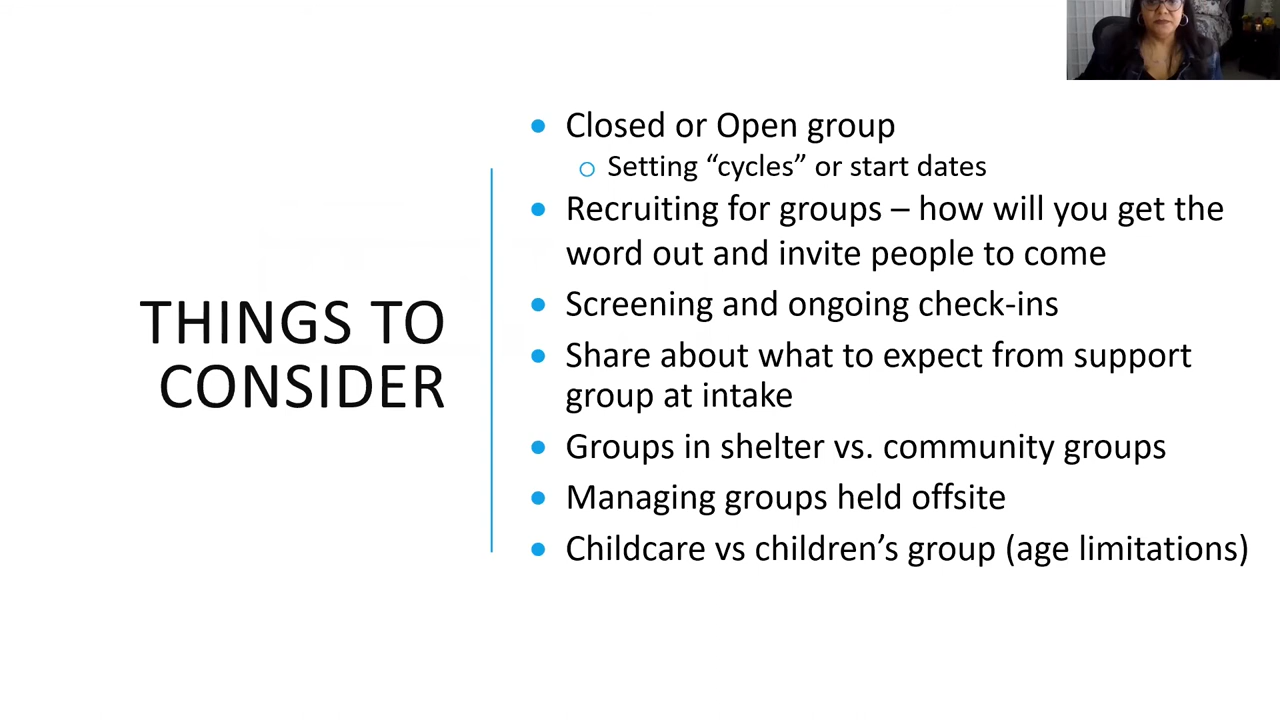 THINGS TO
CONSIDER
• Closed or Open group
o Setting “cycles” or start dates
• Recruiting for groups – how will you get the
word out and invite people to come
• Screening and ongoing check-ins
• Share about what to expect from support
group at intake
• Groups in shelter vs. community groups
• Managing groups held offsite
• Childcare vs children’s group (age limitations)